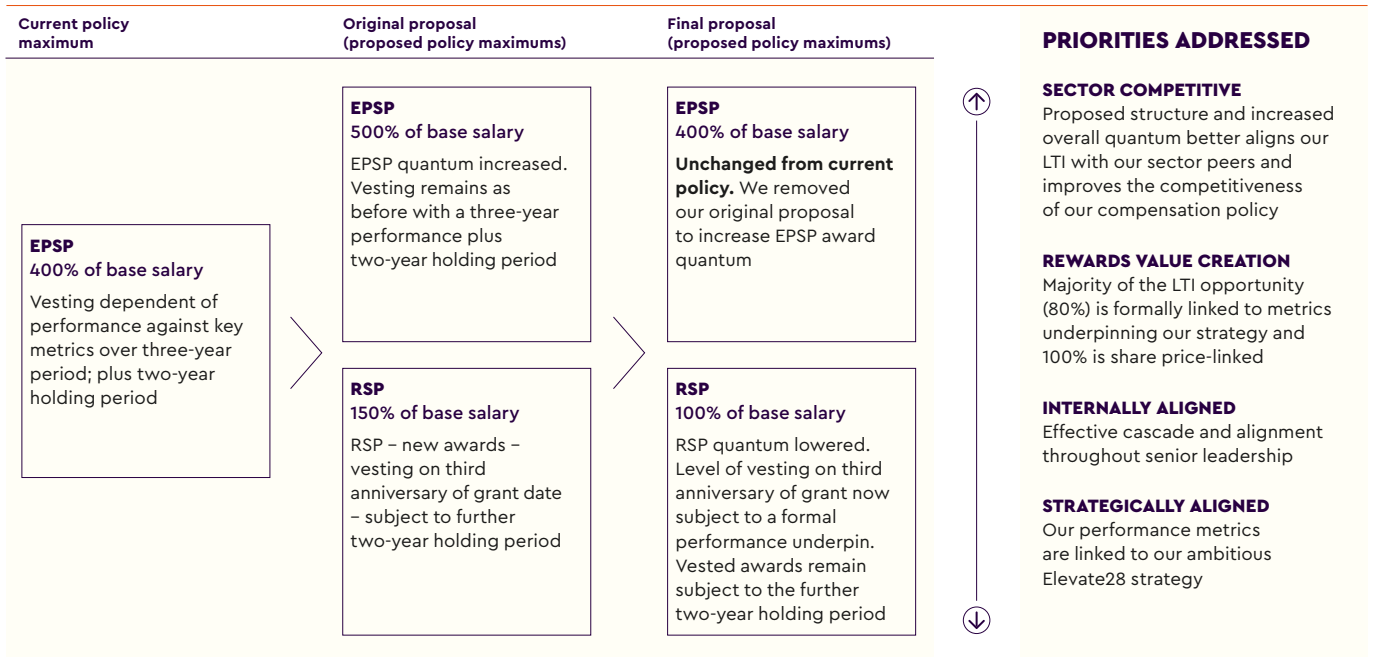 Current policy
maximum
Original proposal
(proposed policy maximums)
Final proposal
(proposed policy maximums)
EPSP
400% of base salary
Vesting dependent of
performance against key
metrics over three-year
period; plus two-year
holding period
EPSP
500% of base salary
EPSP quantum increased.
Vesting remains as
before with a three-year
performance plus
two-year holding period
RSP
150% of base salary
RSP – new awards –
vesting on third
anniversary of grant date
– subject to further
two-year holding period
EPSP
400% of base salary
Unchanged from current
policy. We removed
our original proposal
to increase EPSP award
quantum
RSP
100% of base salary
RSP quantum lowered.
Level of vesting on third
anniversary of grant now
subject to a formal
performance underpin.
Vested awards remain
subject to the further
two-year holding period
PRIORITIES ADDRESSED
SECTOR COMPETITIVE
Proposed structure and increased
overall quantum better aligns our
LTI with our sector peers and
improves the competitiveness
of our compensation policy
REWARDS VALUE CREATION
Majority of the LTI opportunity
(80%) is formally linked to metrics
underpinning our strategy and
100% is share price-linked
INTERNALLY ALIGNED
Effective cascade and alignment
throughout senior leadership
STRATEGICALLY ALIGNED
Our performance metrics
are linked to our ambitious
Elevate28 strategy